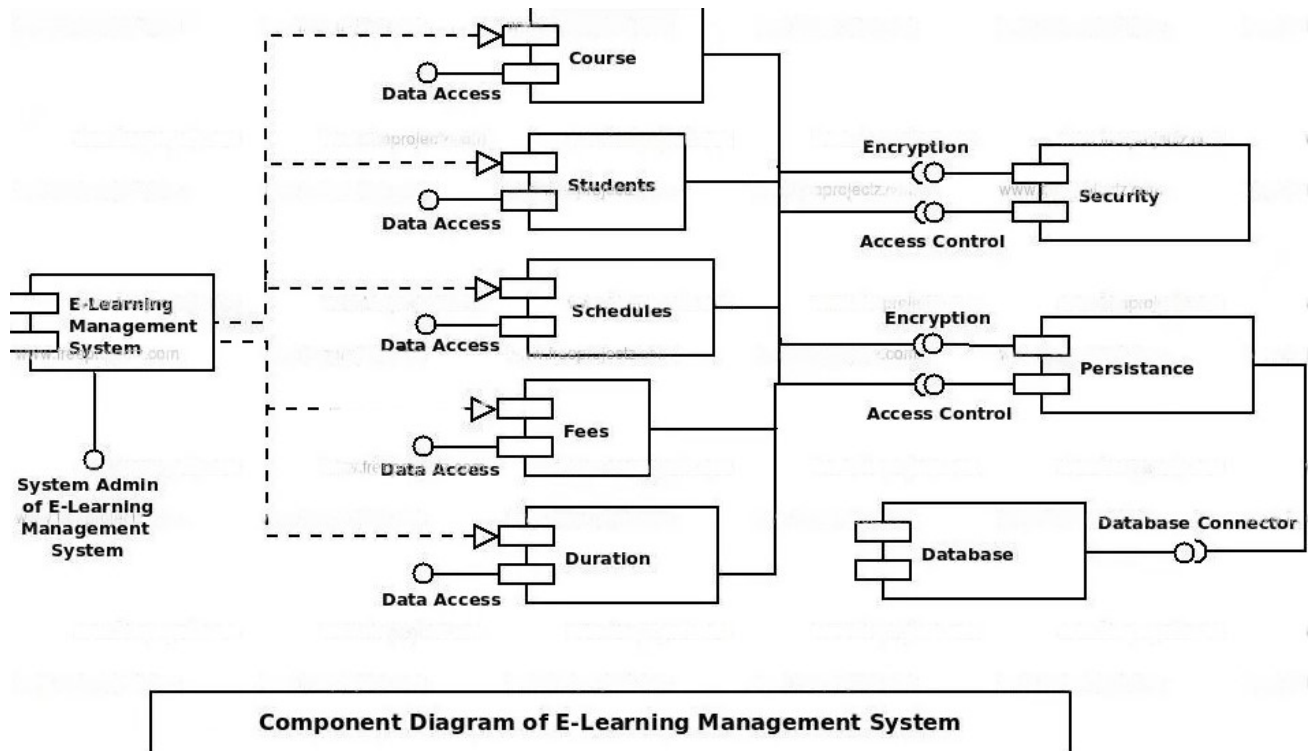 Course
Data Access
Encryption
Students
Security
Data Access
Access Control
E-Learning
Management
System
Schedules
Encryption
Data Access
Persistance
Access Control
Fees
Data Access
System Admin
of E-Learning
Management
System
Database Connector
Database
Duration
Data Access
Component Diagram of E-Learning Management System